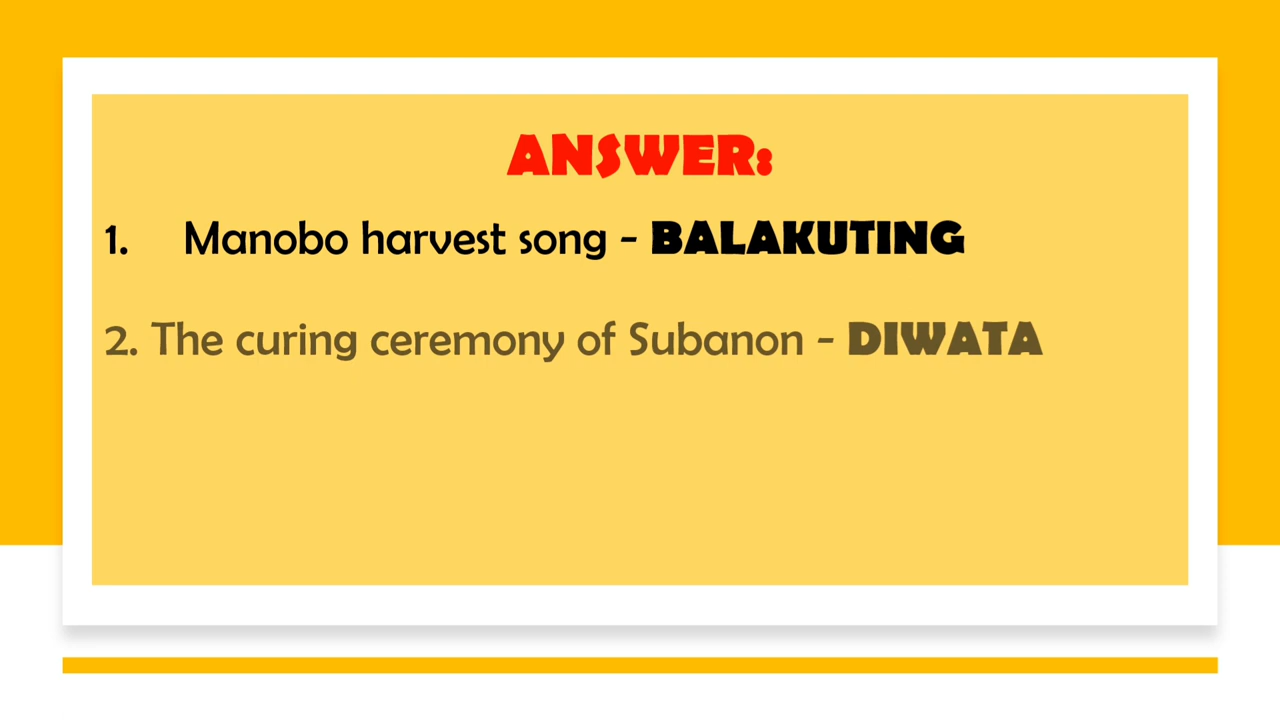 ANSWER:
1. Manobo harvest song - BALAKUTING
2. The curing ceremony of Subanon - DIWATA